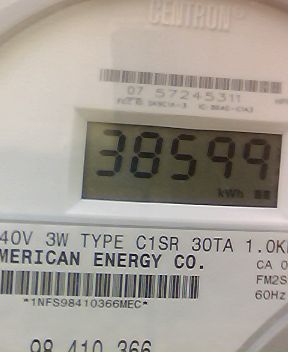 CENTRON®
07 57245311
38599
kWh
40V 3W TYPE C1SR 30TA 1.0K
MERICAN ENERGY CO.
CA 0
FM2S
*1NFS98410366MEC*
60Hz
98 410 366